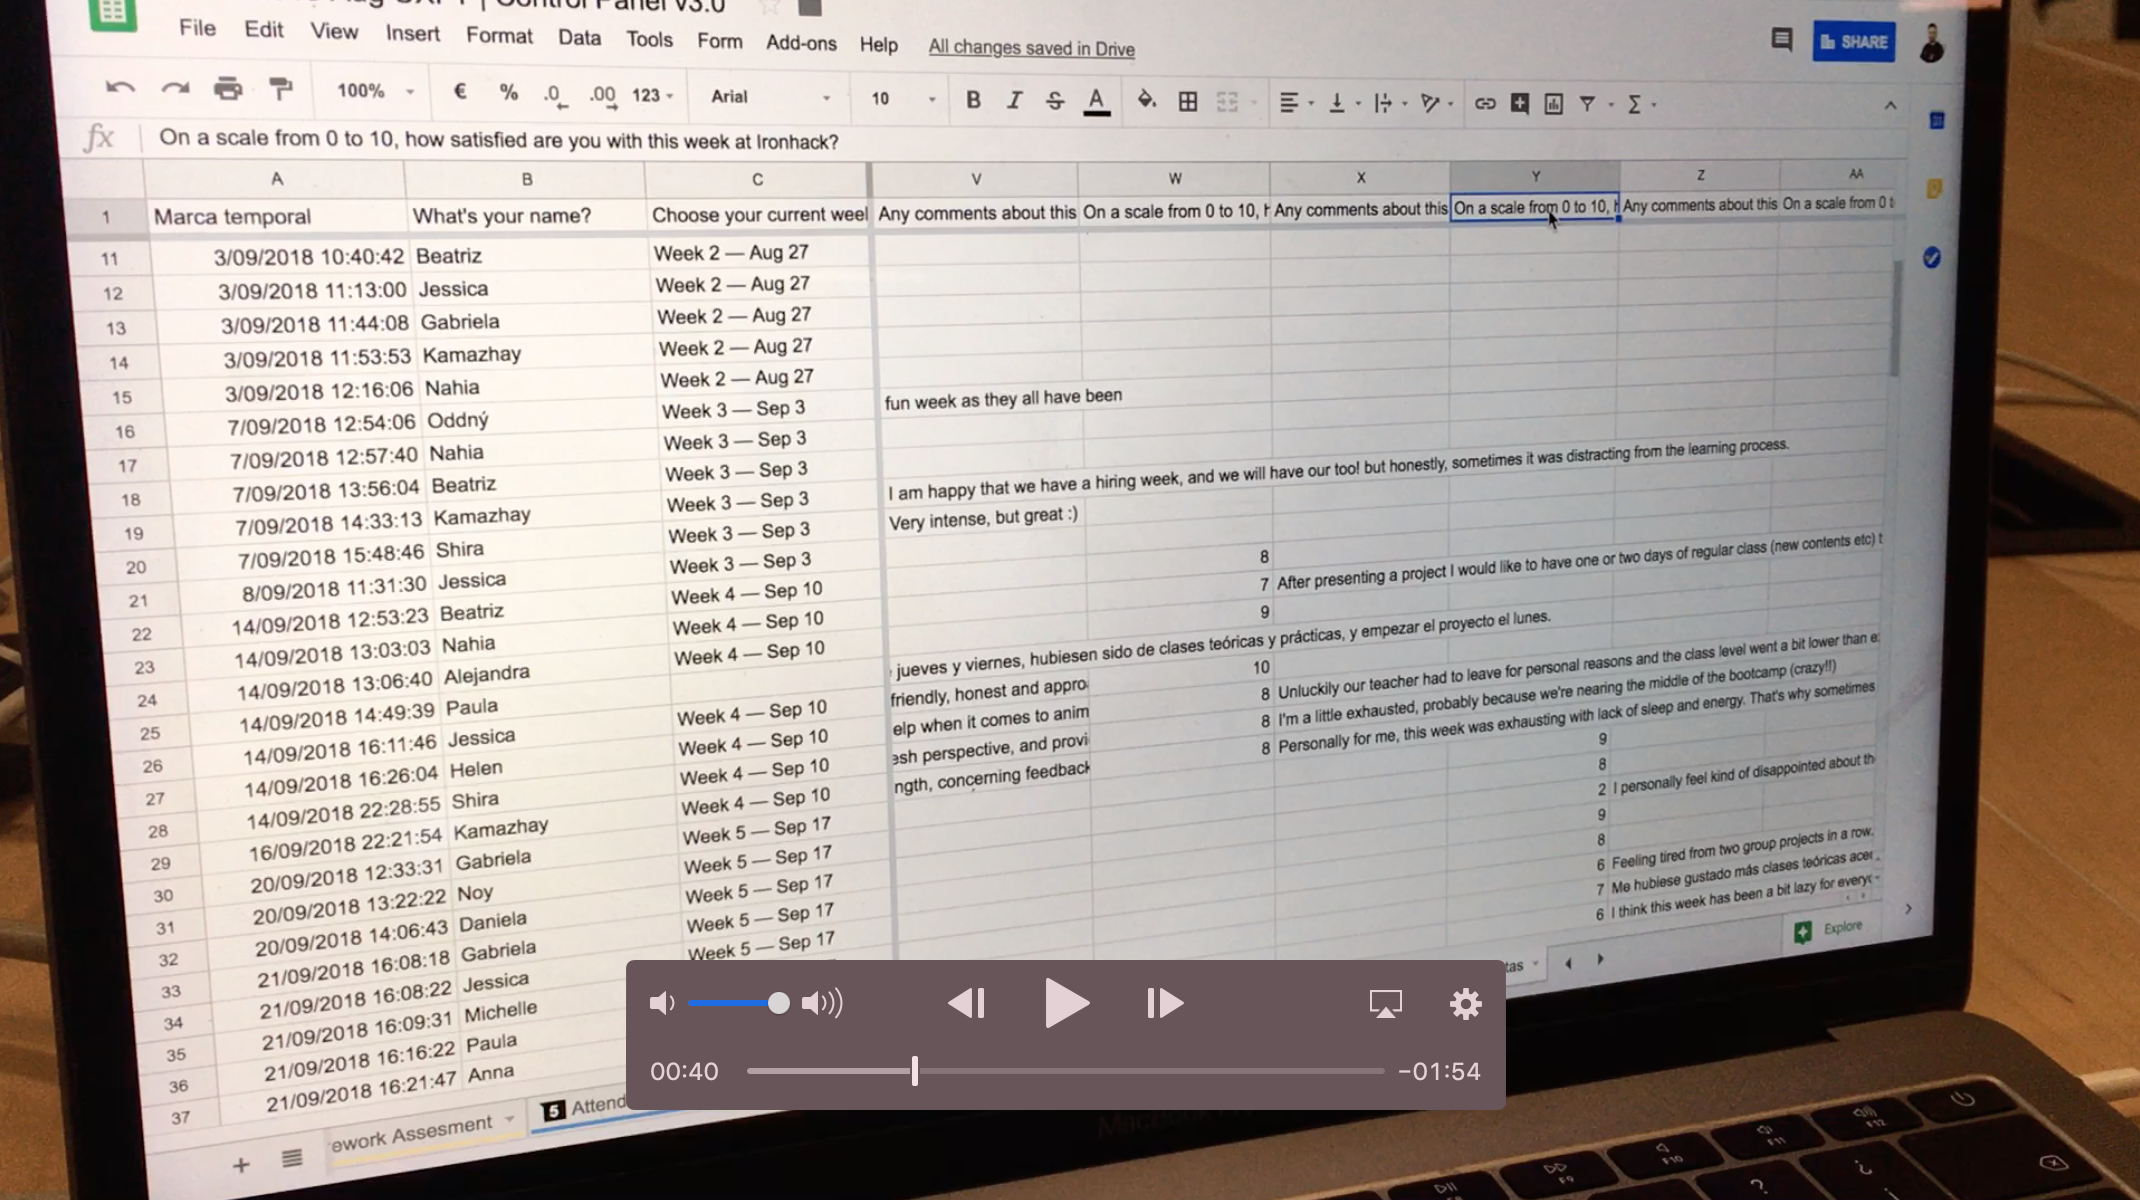 Control Panel v3.0
File Edit View Insert Format Data Tools Form Add-ons Help All changes saved in Drive SHARE
100% € % .0 .00 123 Arial 10 B I S A Σ
fx On a scale from 0 to 10, how satisfied are you with this week at Ironhack?
A B C V W X Y Z AA
1 Marca temporal What's your name? Choose your current weel Any comments about this On a scale from 0 to 10, h Any comments about this On a scale from 0 to 10, h Any comments about this On a scale from 0 t
11 3/09/2018 10:40:42 Beatriz Week 2 — Aug 27
12 3/09/2018 11:13:00 Jessica Week 2 — Aug 27
13 3/09/2018 11:44:08 Gabriela Week 2 — Aug 27
14 3/09/2018 11:53:53 Kamazhay Week 2 — Aug 27
15 3/09/2018 12:16:06 Nahia Week 2 — Aug 27
16 7/09/2018 12:54:06 Oddný Week 3 — Sep 3 fun week as they all have been
17 7/09/2018 12:57:40 Nahia Week 3 — Sep 3
18 7/09/2018 13:56:04 Beatriz Week 3 — Sep 3
19 7/09/2018 14:33:13 Kamazhay Week 3 — Sep 3 I am happy that we have a hiring week, and we will have our too! but honestly, sometimes it was distracting from the learning process.
20 7/09/2018 15:48:46 Shira Week 3 — Sep 3 Very intense, but great :)
21 8/09/2018 11:31:30 Jessica Week 3 — Sep 3
22 14/09/2018 12:53:23 Beatriz Week 4 — Sep 10 8
23 14/09/2018 13:03:03 Nahia Week 4 — Sep 10 7 After presenting a project I would like to have one or two days of regular class (new contents etc) t
24 14/09/2018 13:06:40 Alejandra Week 4 — Sep 10 9
25 14/09/2018 14:49:39 Paula jueves y viernes, hubiesen sido de clases teóricas y prácticas, y empezar el proyecto el lunes.
26 14/09/2018 16:11:46 Jessica Week 4 — Sep 10 friendly, honest and appro 10
27 14/09/2018 16:26:04 Helen Week 4 — Sep 10 elp when it comes to anim 8 Unluckily our teacher had to leave for personal reasons and the class level went a bit lower than e
28 14/09/2018 22:28:55 Shira Week 4 — Sep 10 esh perspective, and provi 8 I'm a little exhausted, probably because we're nearing the middle of the bootcamp (crazy!!)
29 16/09/2018 22:21:54 Kamazhay Week 4 — Sep 10 ngth, concerning feedback 8 Personally for me, this week was exhausting with lack of sleep and energy. That's why sometimes
30 20/09/2018 12:33:31 Gabriela Week 5 — Sep 17 9
31 20/09/2018 13:22:22 Noy Week 5 — Sep 17 8
32 20/09/2018 14:06:43 Daniela Week 5 — Sep 17 2 I personally feel kind of disappointed about th
33 21/09/2018 16:08:18 Gabriela Week 5 — Sep 17 9
34 21/09/2018 16:08:22 Jessica Week 5 — Sep 17 8
35 21/09/2018 16:09:31 Michelle 6 Feeling tired from two group projects in a row.
36 21/09/2018 16:16:22 Paula 7 Me hubiese gustado más clases teóricas acer
37 21/09/2018 16:21:47 Anna 6 I think this week has been a bit lazy for every
ework Assesment 5 Attend tas Explore
00:40 −01:54
F9 F10 F11 F12
? ¿